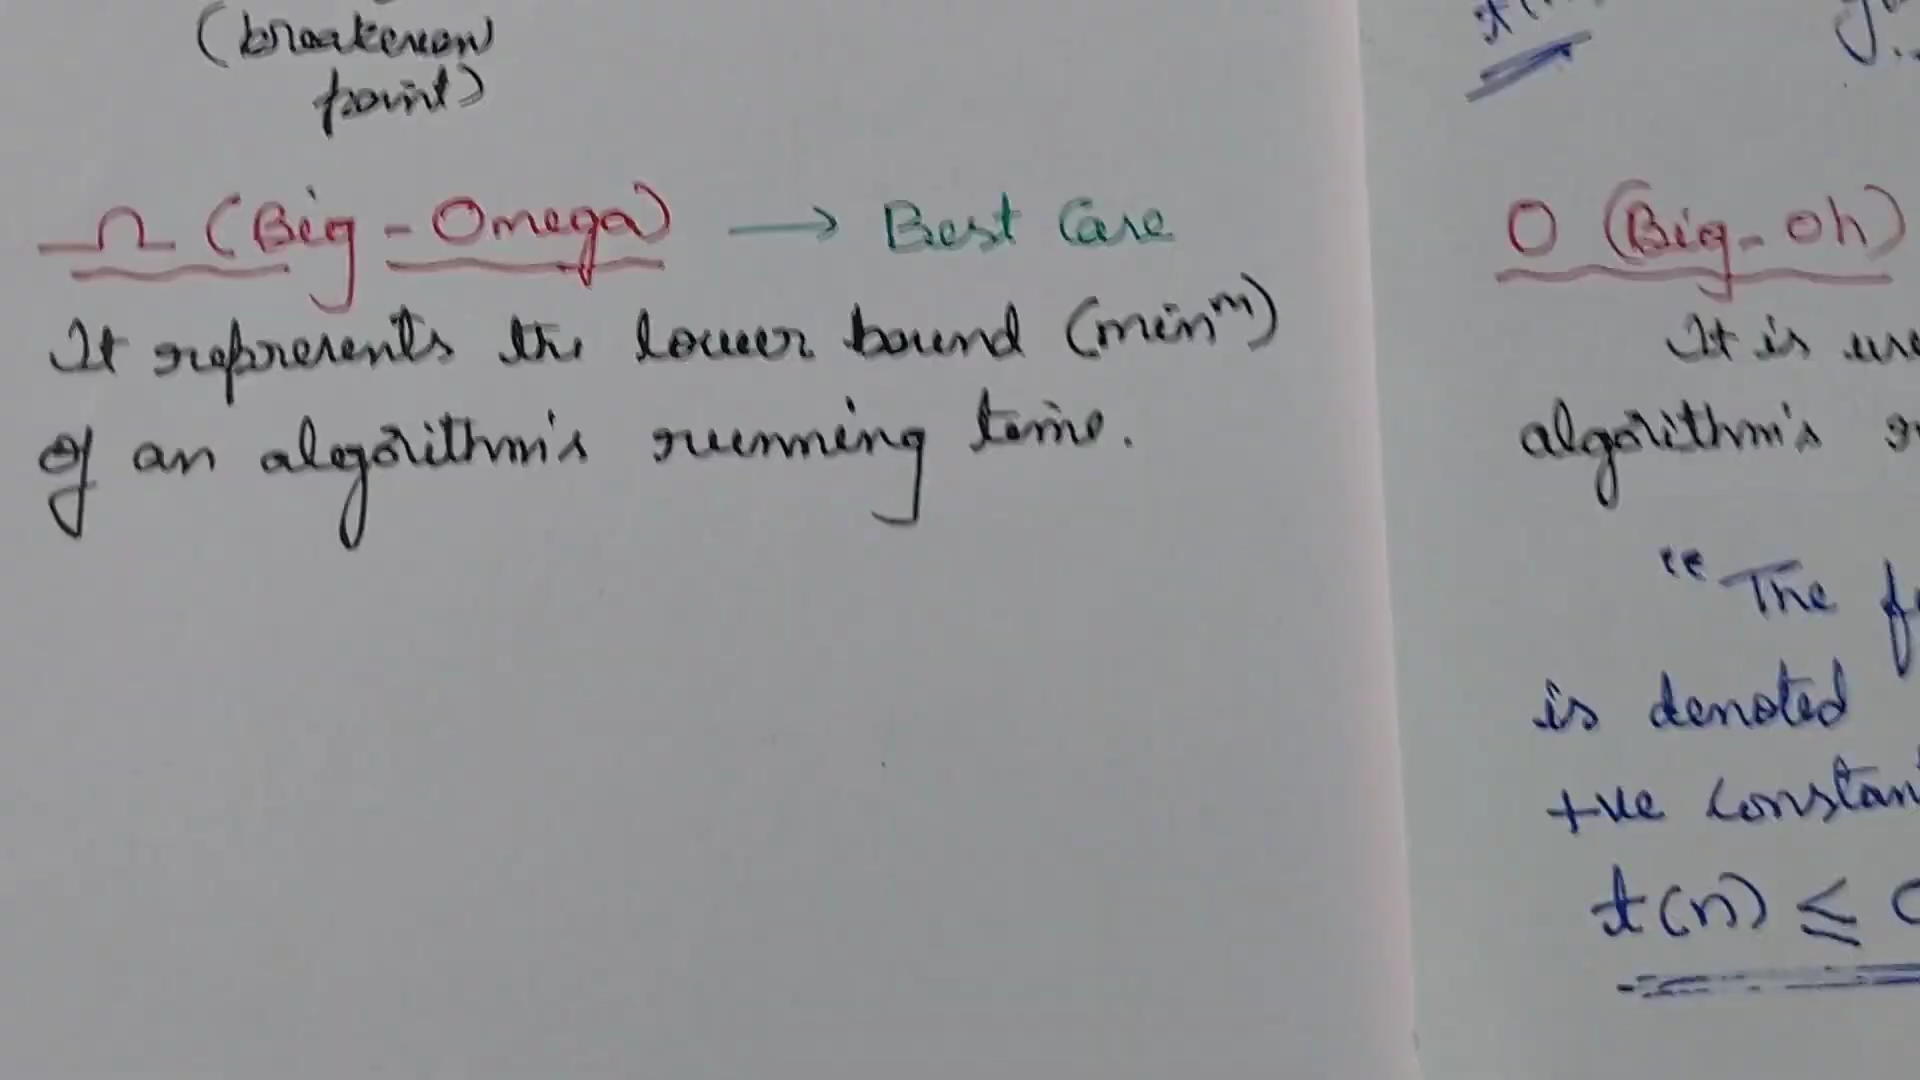 (breakeven
point)
Ω (Big - Omega) → Best Case
It represents the lower bound (minᵐ)
of an algorithm's running time.
O (Big-Oh)
It is
algorithm's
"The
is denoted
+ve
t(n) ≤